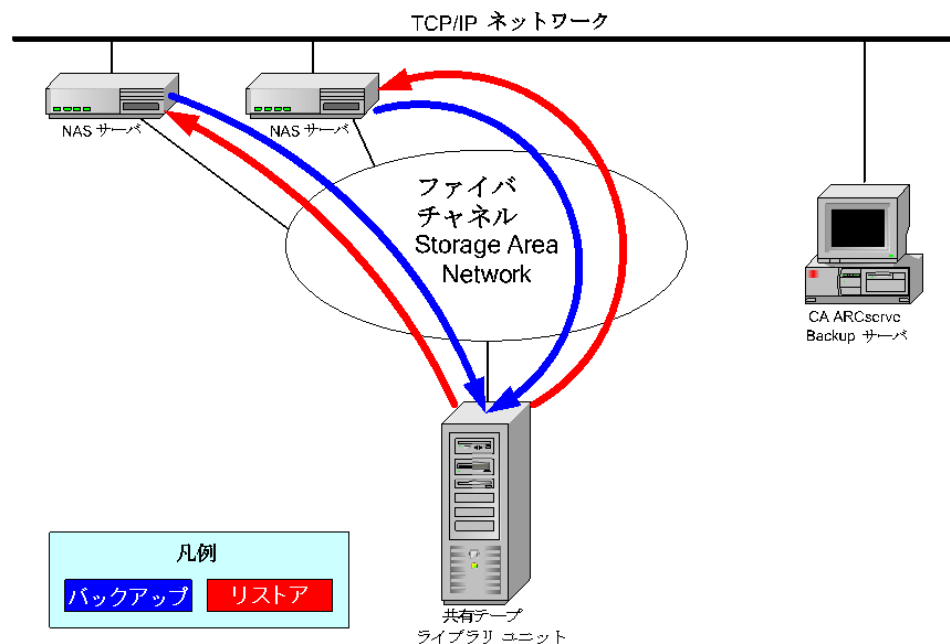 TCP/IP ネットワーク
NAS サーバ
NAS サーバ
ファイバ
チャネル
Storage Area
Network
CA ARCserve
Backup サーバ
凡例
バックアップ
リストア
共有テープ
ライブラリ ユニット